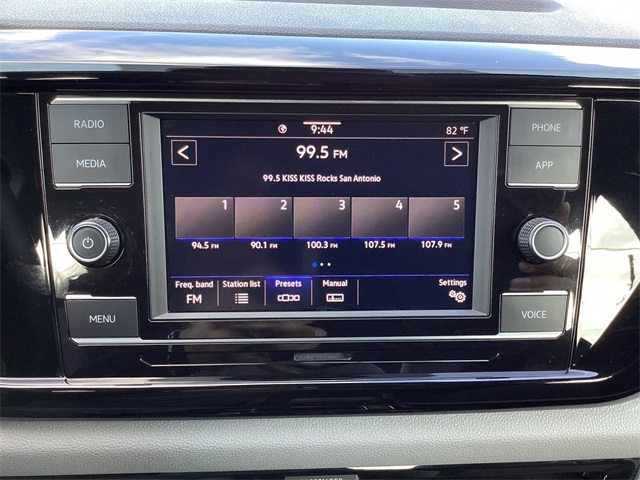 RADIO
MEDIA
MENU
9:44
82 °F
<
99.5 FM
>
99.5 KISS KISS Rocks San Antonio
1 2 3 4 5
94.5 FM 90.1 FM 100.3 FM 107.5 FM 107.9 FM
Freq. band Station list Presets Manual Settings
FM
PHONE
APP
VOICE